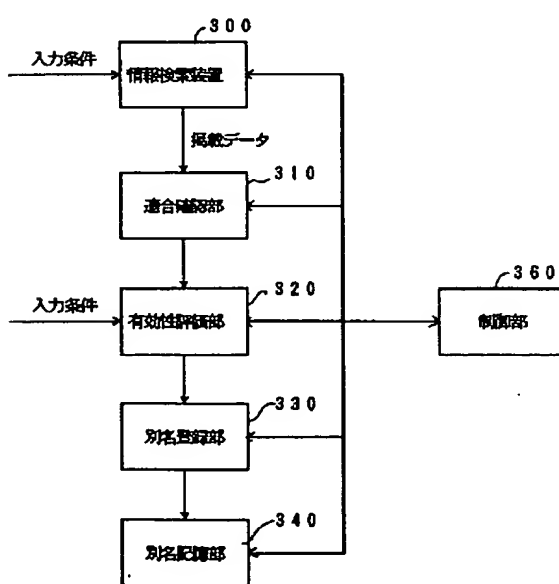 300
入力条件
情報検索装置
掲載データ
310
適合確認部
360
320
入力条件
有効性評価部
制御部
330
別名登録部
340
別名記憶部